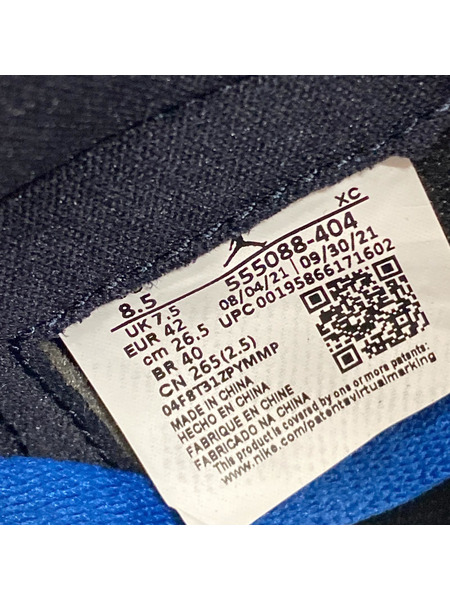 XC
8.5
555088-404
UK 7.5
08/04/21 | 09/30/21
EUR 42
UPC 00195866171602
cm 26.5
BR 40
CN 265(2.5)
04F8T31ZPYMMP
MADE IN CHINA
HECHO EN CHINA
FABRIQUE EN CHINE
FABRICADO NA CHINA
This product is covered by one or more patents:
www.nike.com/patentsvirtualmarking